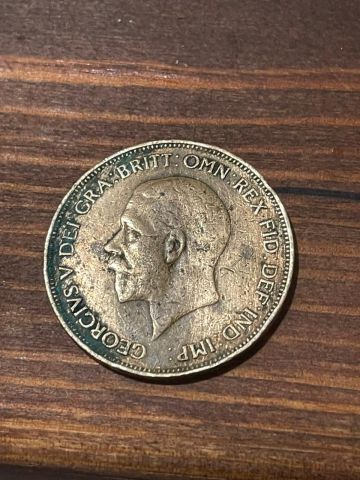 GEORGIVS V DEI GRA: BRITT: OMN: REX FID: DEF: IND: IMP